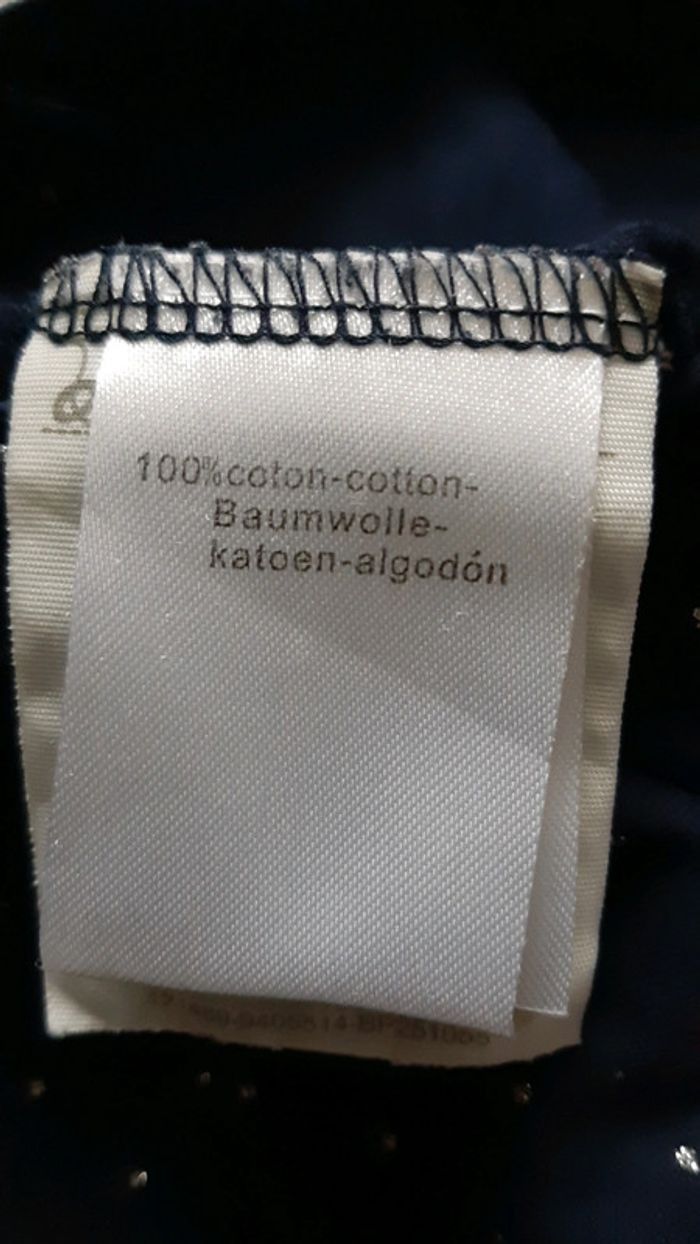 100%coton-cotton-
Baumwolle-
katoen-algodón